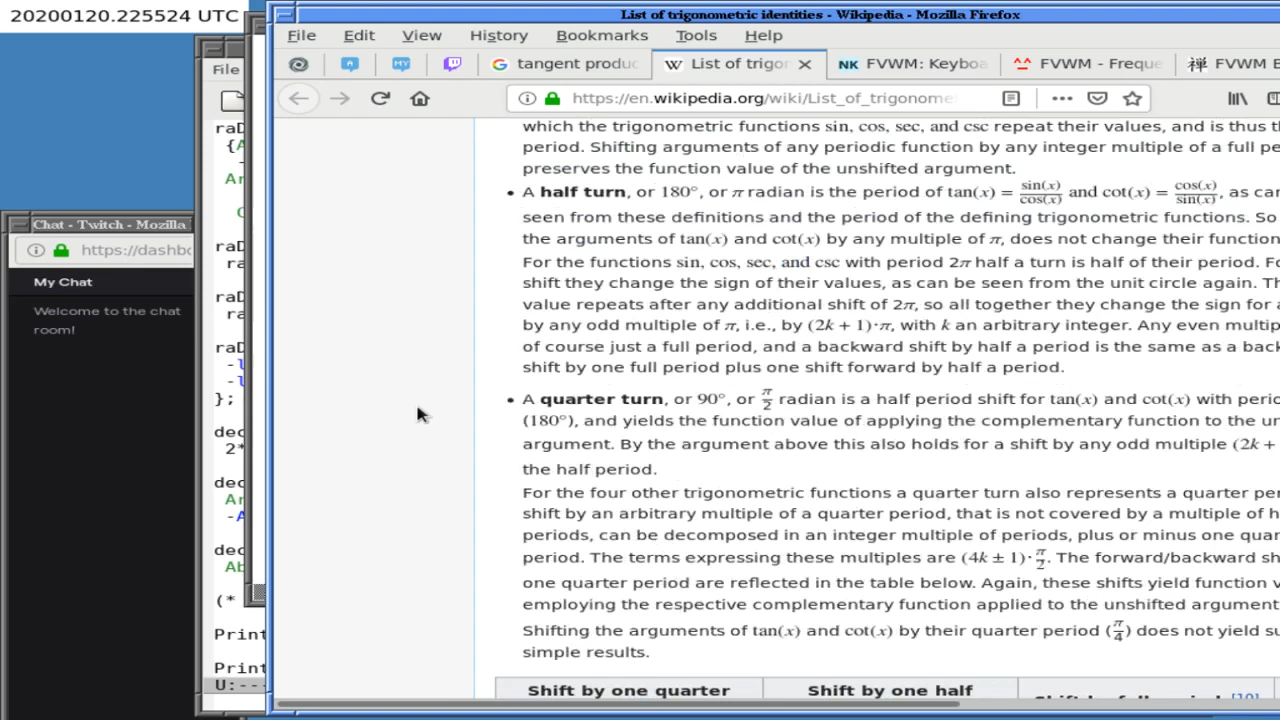 20200120.225524 UTC
List of trigonometric identities - Wikipedia - Mozilla Firefox
File Edit View History Bookmarks Tools Help
tangent produc
List of trigor
NK FVWM: Keyboa
FVWM - Freque
禅 FVWM B
https://en.wikipedia.org/wiki/List_of_trigonome
which the trigonometric functions sin, cos, sec, and csc repeat their values, and is thus th
period. Shifting arguments of any periodic function by any integer multiple of a full pe
preserves the function value of the unshifted argument.
• A half turn, or 180°, or π radian is the period of tan(x) = sin(x)/cos(x) and cot(x) = cos(x)/sin(x), as can
seen from these definitions and the period of the defining trigonometric functions. So
the arguments of tan(x) and cot(x) by any multiple of π, does not change their function
For the functions sin, cos, sec, and csc with period 2π half a turn is half of their period. Fo
shift they change the sign of their values, as can be seen from the unit circle again. Th
value repeats after any additional shift of 2π, so all together they change the sign for a
by any odd multiple of π, i.e., by (2k + 1)·π, with k an arbitrary integer. Any even multip
of course just a full period, and a backward shift by half a period is the same as a back
shift by one full period plus one shift forward by half a period.
• A quarter turn, or 90°, or π/2 radian is a half period shift for tan(x) and cot(x) with perio
(180°), and yields the function value of applying the complementary function to the un
argument. By the argument above this also holds for a shift by any odd multiple (2k +
the half period.
For the four other trigonometric functions a quarter turn also represents a quarter per
shift by an arbitrary multiple of a quarter period, that is not covered by a multiple of h
periods, can be decomposed in an integer multiple of periods, plus or minus one quar
period. The terms expressing these multiples are (4k ± 1)·π/2. The forward/backward sh
one quarter period are reflected in the table below. Again, these shifts yield function v
employing the respective complementary function applied to the unshifted argument
Shifting the arguments of tan(x) and cot(x) by their quarter period (π/4) does not yield su
simple results.
Shift by one quarter
Shift by one half
[10]
Chat - Twitch - Mozilla
https://dashbo
My Chat
Welcome to the chat
room!
File
raD
{A
-
Ar
raD
ra
raD
ra
raD
-l
-l
};
dec
2*
dec
Ar
-A
dec
Ab
(*
Print
Print
U:---